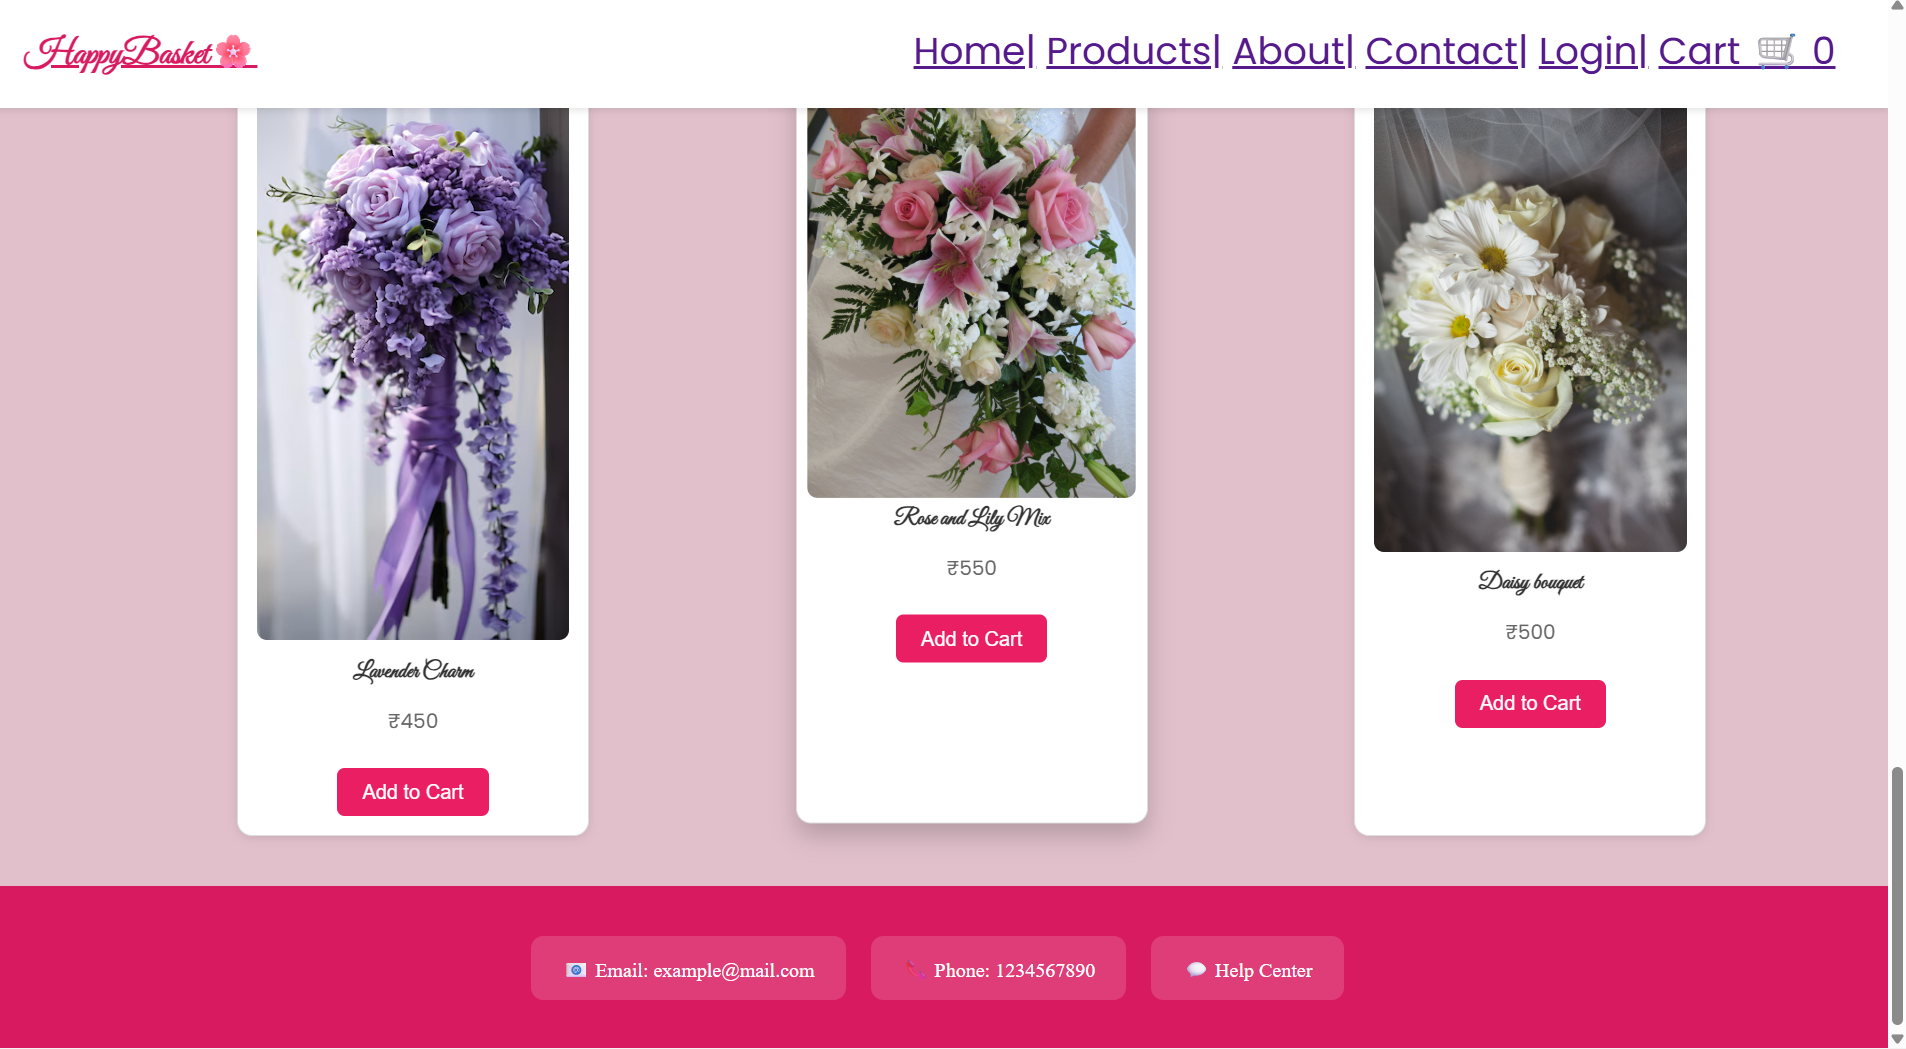 HappyBasket🌸
Home| Products| About| Contact| Login| Cart 🛒 0
Lavender Charm
₹450
Add to Cart
Rose and Lily Mix
₹550
Add to Cart
Daisy bouquet
₹500
Add to Cart
📧 Email: example@mail.com
📞 Phone: 1234567890
💬 Help Center